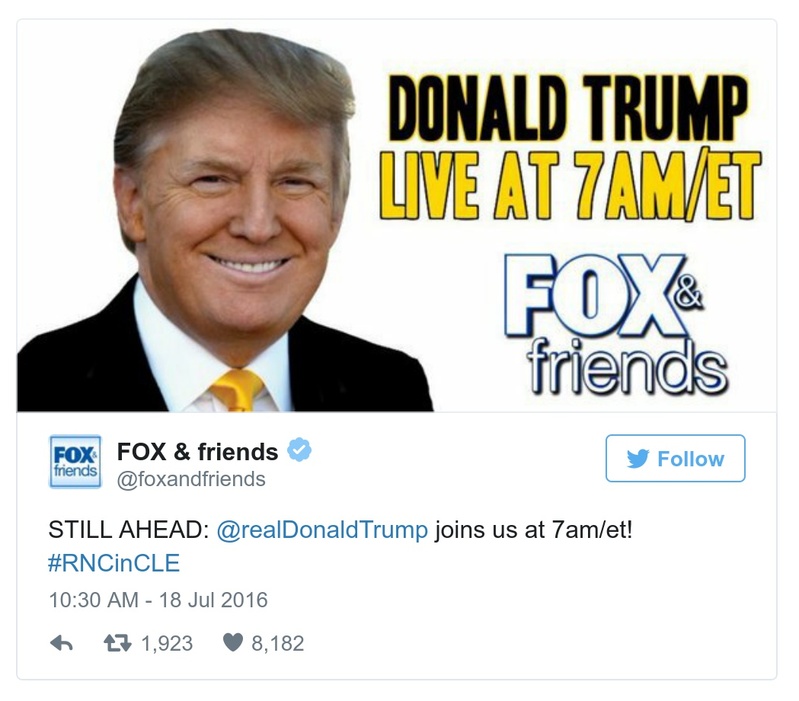 DONALD TRUMP
LIVE AT 7AM/ET
FOX&
friends
FOX&
friends
FOX & friends
@foxandfriends
Follow
STILL AHEAD: @realDonaldTrump joins us at 7am/et!
#RNCinCLE
10:30 AM - 18 Jul 2016
1,923 8,182